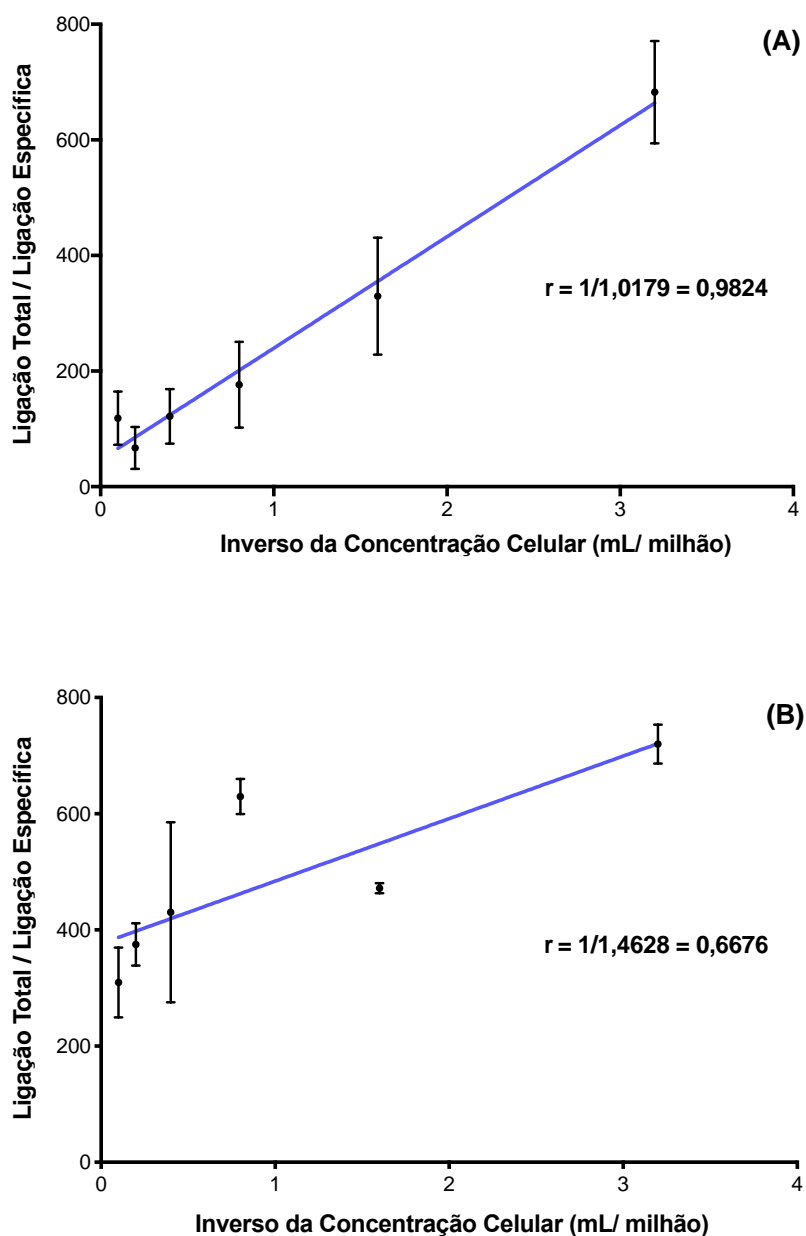 (A)
Ligação Total / Ligação Específica
800
600
400
200
0
r = 1/1,0179 = 0,9824
0 1 2 3 4
Inverso da Concentração Celular (mL/ milhão)
(B)
Ligação Total / Ligação Específica
800
600
400
200
0
r = 1/1,4628 = 0,6676
0 1 2 3 4
Inverso da Concentração Celular (mL/ milhão)